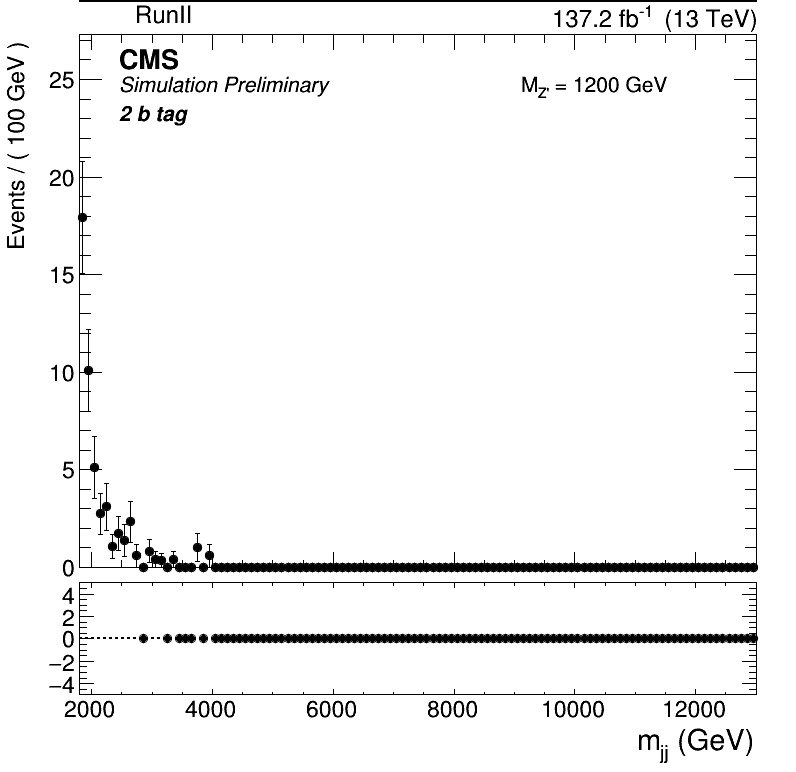 RunII 137.2 fb-1 (13 TeV)
CMS
Simulation Preliminary
2 b tag
MZ' = 1200 GeV
Events / ( 100 GeV )
25
20
15
10
5
0
4
2
0
−2
−4
2000 4000 6000 8000 10000 12000
mjj (GeV)